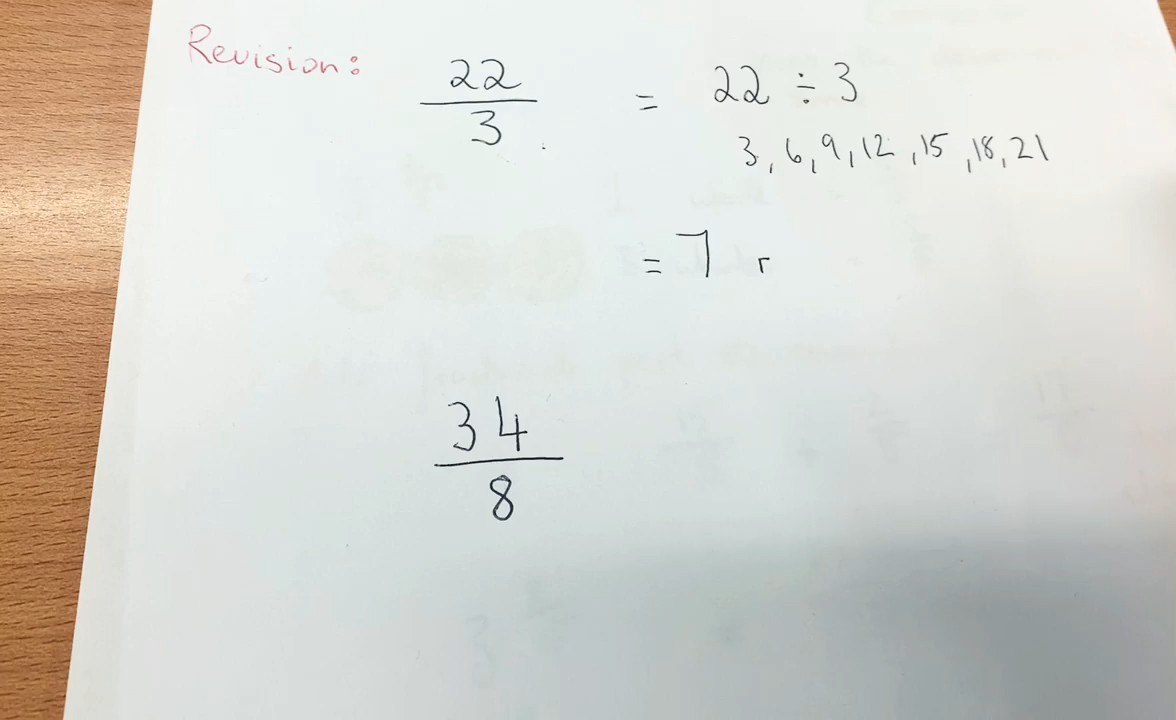 Revision: 22/3 = 22 ÷ 3
3, 6, 9, 12, 15, 18, 21
= 7 r
34/8